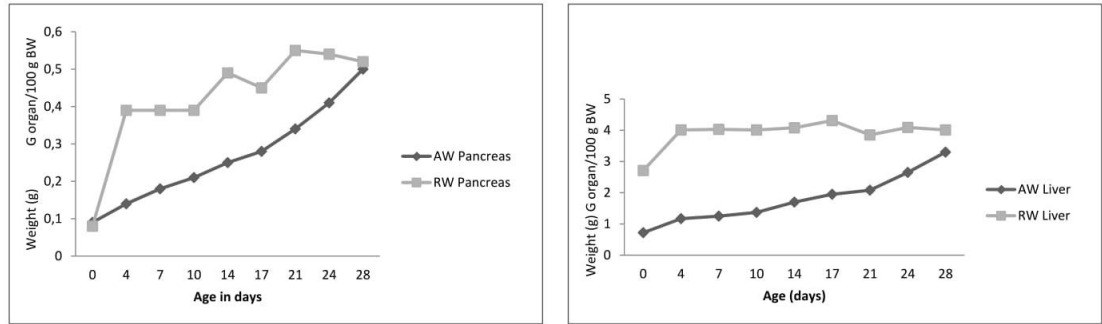 0,6
0,5
0,4
0,3
0,2
0,1
0
Weight (g) G organ/100 g BW
0 4 7 10 14 17 21 24 28
Age in days
AW Pancreas
RW Pancreas
5
4
3
2
1
0
Weight (g) G organ/100 g BW
0 4 7 10 14 17 21 24 28
Age (days)
AW Liver
RW Liver